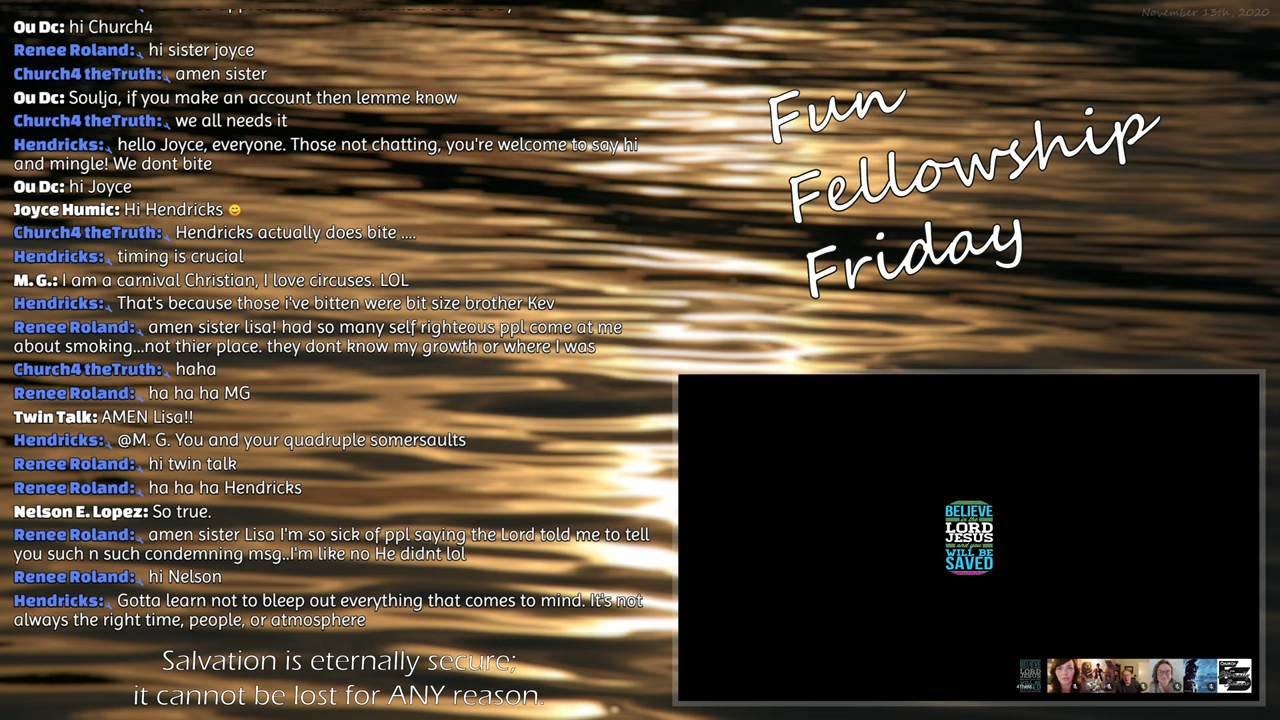 November 13th, 2020
Ou Dc: hi Church4
Renee Roland: hi sister joyce
Church4 theTruth: amen sister
Ou Dc: Soulja, if you make an account then lemme know
Church4 theTruth: we all needs it
Hendricks: hello Joyce, everyone. Those not chatting, you're welcome to say hi
and mingle! We dont bite
Ou Dc: hi Joyce
Joyce Humic: Hi Hendricks 😊
Church4 theTruth: Hendricks actually does bite ....
Hendricks: timing is crucial
M. G.: I am a carnival Christian, I love circuses. LOL
Hendricks: That's because those i've bitten were bit size brother Kev
Renee Roland: amen sister lisa! had so many self righteous ppl come at me
about smoking...not thier place. they dont know my growth or where I was
Church4 theTruth: haha
Renee Roland: ha ha ha MG
Twin Talk: AMEN Lisa!!
Hendricks: @M. G. You and your quadruple somersaults
Renee Roland: hi twin talk
Renee Roland: ha ha ha Hendricks
Nelson E. Lopez: So true.
Renee Roland: amen sister Lisa I'm so sick of ppl saying the Lord told me to tell
you such n such condemning msg..I'm like no He didnt lol
Renee Roland: hi Nelson
Hendricks: Gotta learn not to bleep out everything that comes to mind. It's not
always the right time, people, or atmosphere
Salvation is eternally secure;
it cannot be lost for ANY reason.
Fun
Fellowship
Friday
BELIEVE
in the
LORD
JESUS
and you
WILL BE
SAVED